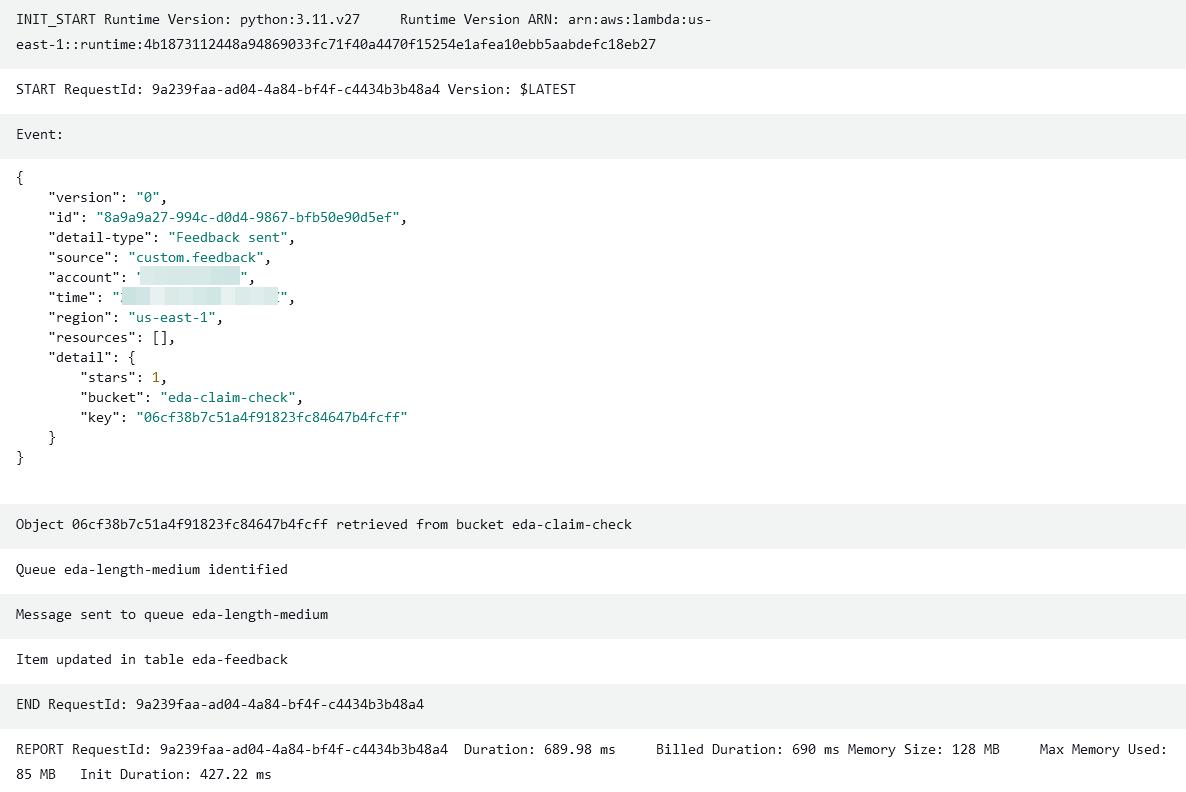 INIT_START Runtime Version: python:3.11.v27     Runtime Version ARN: arn:aws:lambda:us-
east-1::runtime:4b1873112448a94869033fc71f40a4470f15254e1afea10ebb5aabdefc18eb27
START RequestId: 9a239faa-ad04-4a84-bf4f-c4434b3b48a4 Version: $LATEST
Event:
{
    "version": "0",
    "id": "8a9a9a27-994c-d0d4-9867-bfb50e90d5ef",
    "detail-type": "Feedback sent",
    "source": "custom.feedback",
    "account": "",
    "time": "",
    "region": "us-east-1",
    "resources": [],
    "detail": {
        "stars": 1,
        "bucket": "eda-claim-check",
        "key": "06cf38b7c51a4f91823fc84647b4fcff"
    }
}
Object 06cf38b7c51a4f91823fc84647b4fcff retrieved from bucket eda-claim-check
Queue eda-length-medium identified
Message sent to queue eda-length-medium
Item updated in table eda-feedback
END RequestId: 9a239faa-ad04-4a84-bf4f-c4434b3b48a4
REPORT RequestId: 9a239faa-ad04-4a84-bf4f-c4434b3b48a4  Duration: 689.98 ms     Billed Duration: 690 ms Memory Size: 128 MB     Max Memory Used:
85 MB   Init Duration: 427.22 ms